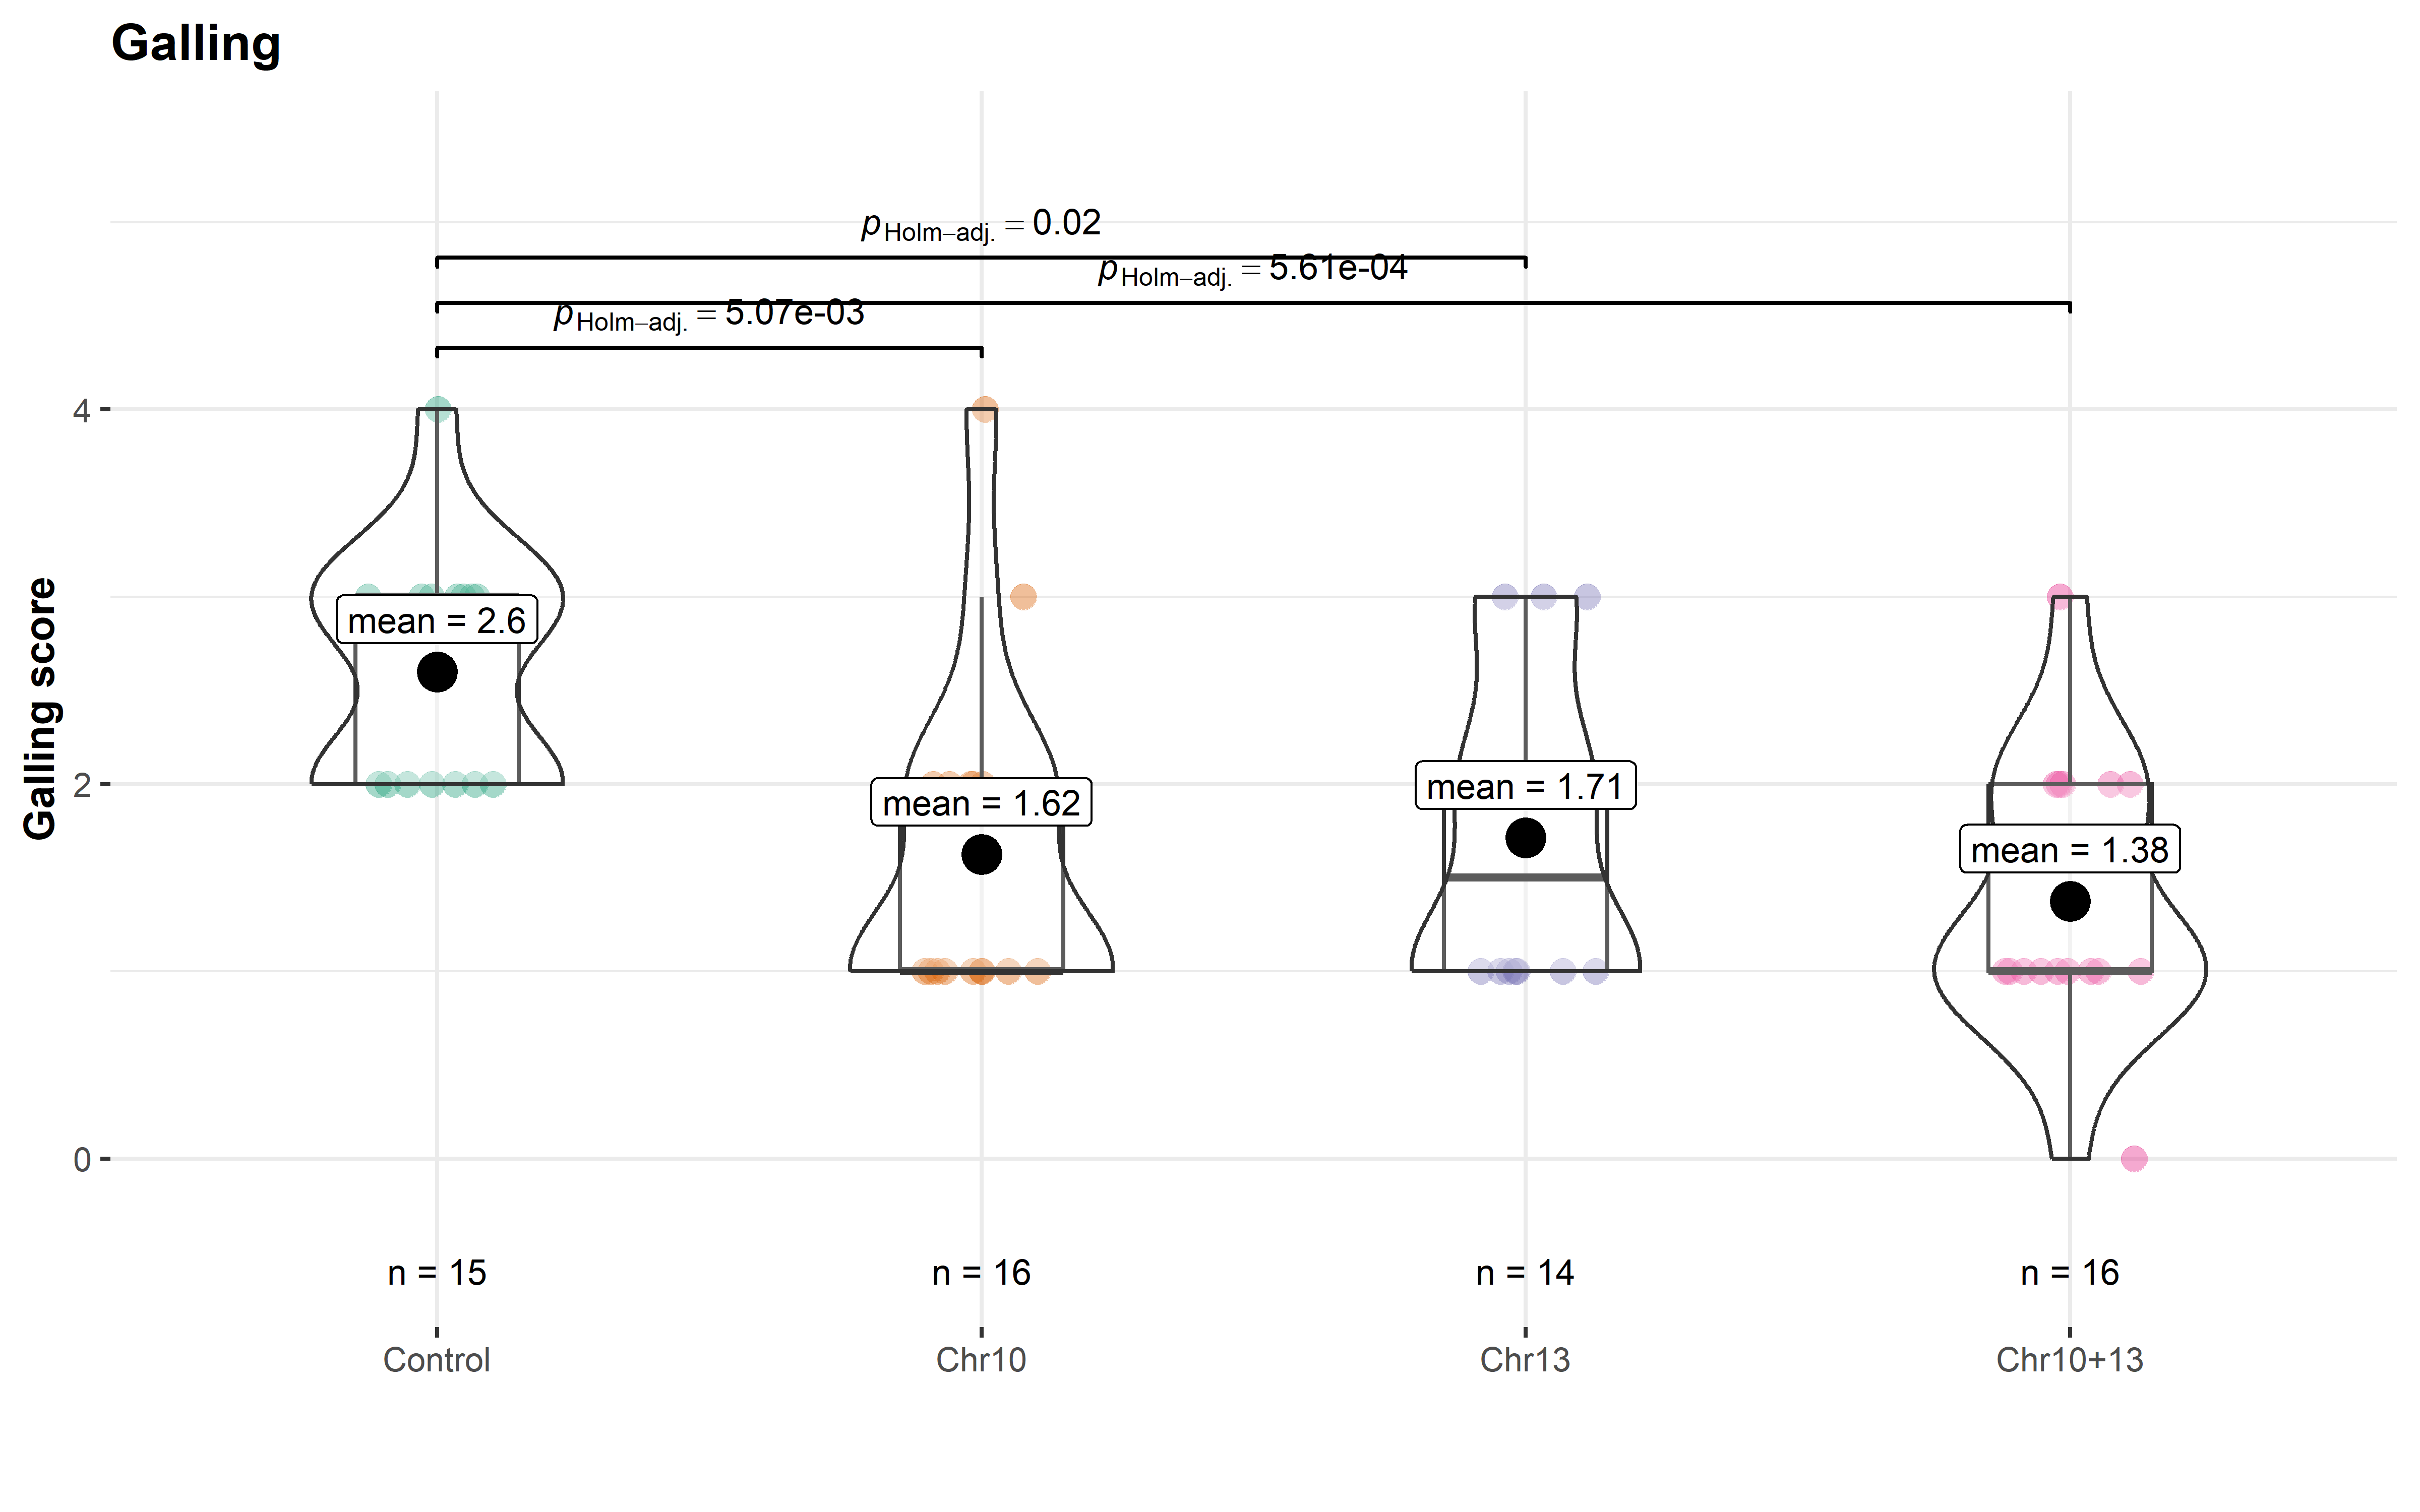 Galling
pHolm−adj. = 0.02
pHolm−adj. = 5.61e-04
pHolm−adj. = 5.07e-03
Galling score
4
2
0
mean = 2.6
mean = 1.62
mean = 1.71
mean = 1.38
n = 15
n = 16
n = 14
n = 16
Control
Chr10
Chr13
Chr10+13